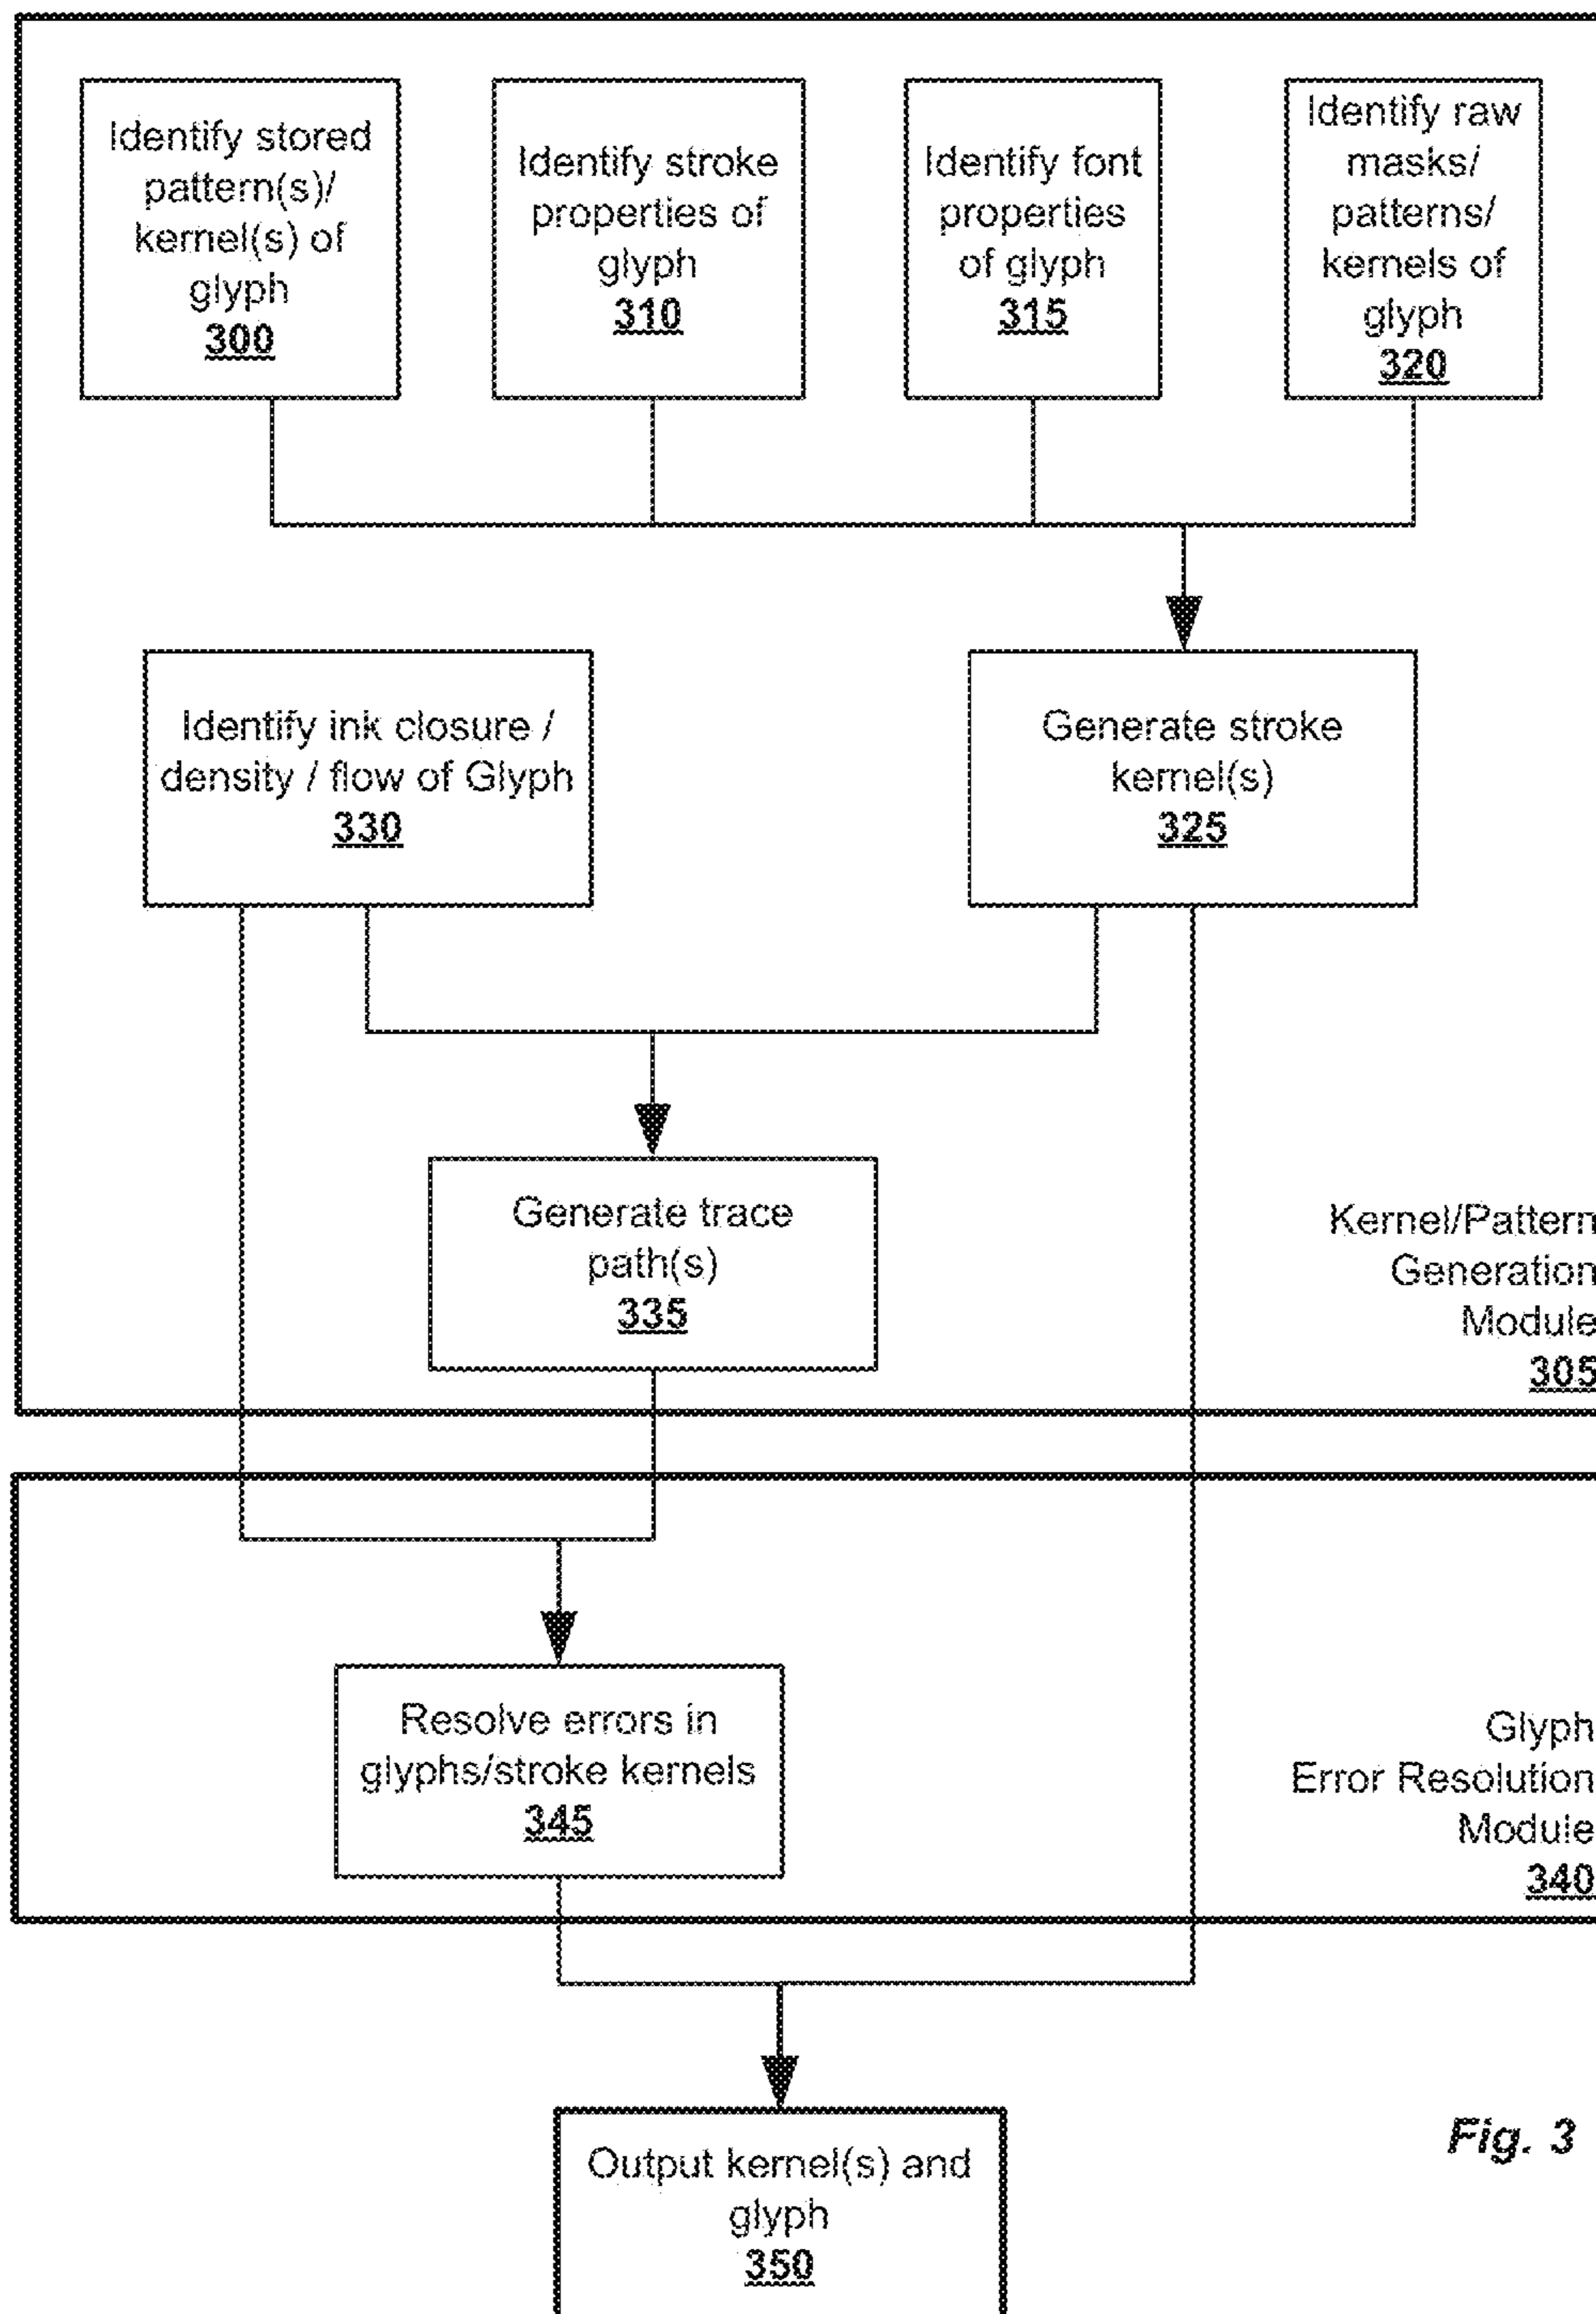 Identify stored
pattern(s)/
kernel(s) of
glyph
300
Identify stroke
properties of
glyph
310
Identify font
properties
of glyph
315
Identify raw
masks/
patterns/
kernels of
glyph
320
Identify ink closure /
density / flow of Glyph
330
Generate stroke
kernel(s)
325
Generate trace
path(s)
335
Kernel/Pattern
Generation
Module
305
Resolve errors in
glyphs/stroke kernels
345
Glyph
Error Resolution
Module
340
Output kernel(s) and
glyph
350
Fig. 3